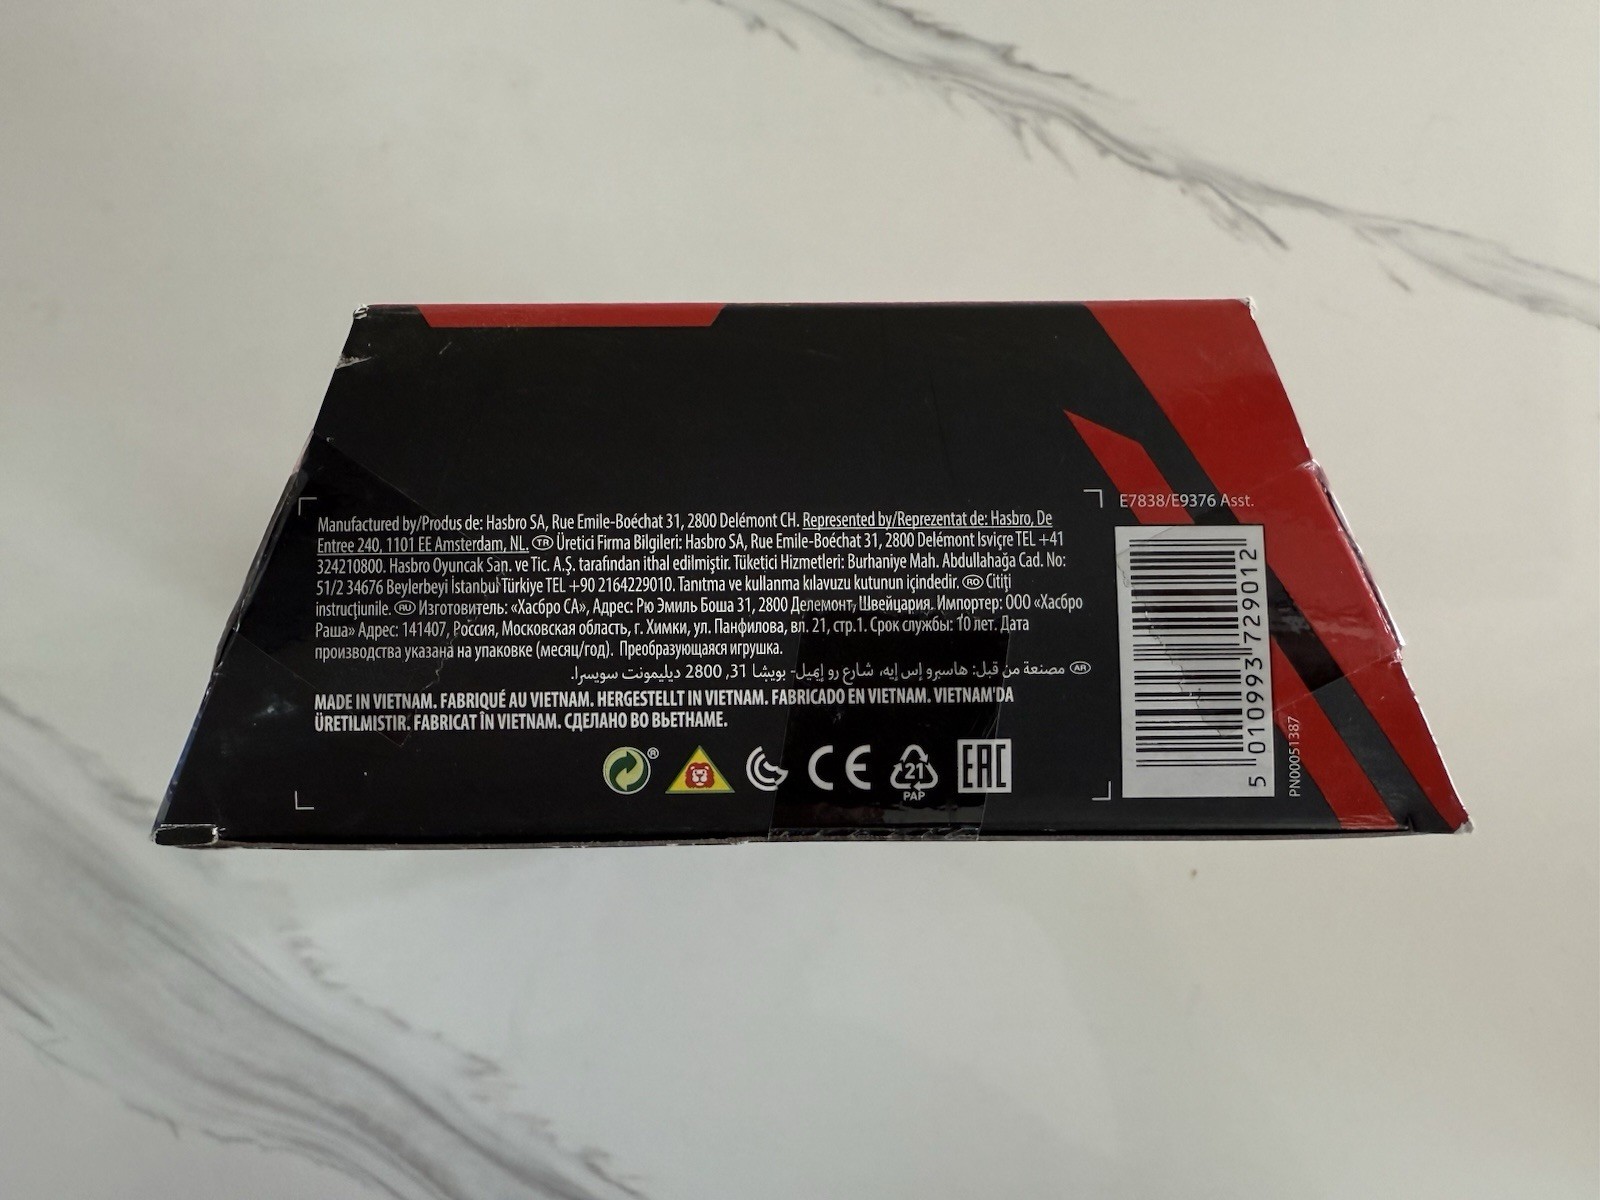 E7838/E9376 Asst.
Manufactured by/Produs de: Hasbro SA, Rue Emile-Boéchat 31, 2800 Delémont CH. Represented by/Reprezentat de: Hasbro, De
Entree 240, 1101 EE Amsterdam, NL. TR Üretici Firma Bilgileri: Hasbro SA, Rue Emile-Boéchat 31, 2800 Delémont Isviçre TEL +41
324210800. Hasbro Oyuncak San. ve Tic. A.Ş. tarafından ithal edilmiştir. Tüketici Hizmetleri: Burhaniye Mah. Abdullahağa Cad. No:
51/2 34676 Beylerbeyi İstanbul Türkiye TEL +90 2164229010. Tanıtma ve kullanma kılavuzu kutunun içindedir. RO Citiți
instrucțiunile. RU Изготовитель: «Хасбро СА», Адрес: Рю Эмиль Боша 31, 2800 Делемонт, Швейцария. Импортер: ООО «Хасбро
Раша» Адрес: 141407, Россия, Московская область, г. Химки, ул. Панфилова, вл. 21, стр.1. Срок службы: 10 лет. Дата
производства указана на упаковке (месяц/год). Преобразующаяся игрушка.
AR مصنعة من قبل: هاسبرو إس إيه، شارع رو إيميل- بويشا 31, 2800 ديليمونت سويسرا.
MADE IN VIETNAM. FABRIQUÉ AU VIETNAM. HERGESTELLT IN VIETNAM. FABRICADO EN VIETNAM. VIETNAM'DA
ÜRETILMISTIR. FABRICAT ÎN VIETNAM. СДЕЛАНО ВО ВЬЕТНАМЕ.
® CE 21 EAC
PAP
5 010993 729012
PN00051387